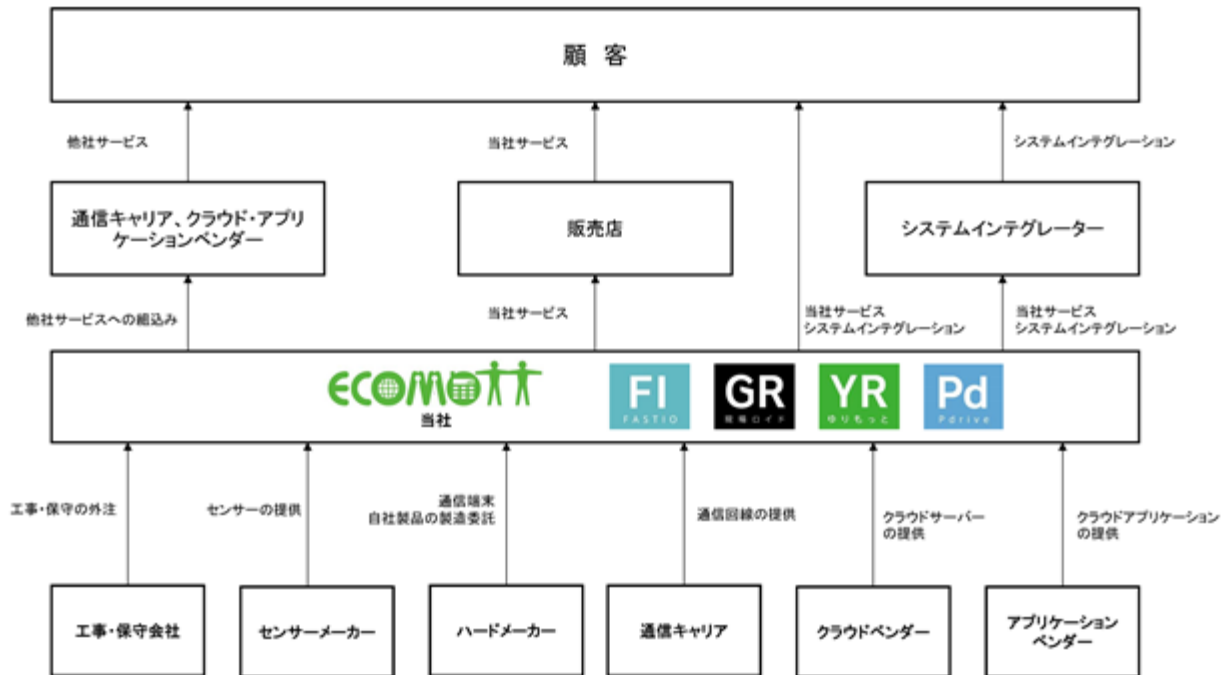 顧 客
他社サービス
当社サービス
システムインテグレーション
通信キャリア、クラウド・アプリ
ケーションベンダー
販売店
システムインテグレーター
他社サービスへの組込み
当社サービス
当社サービス
システムインテグレーション
当社サービス
システムインテグレーション
ECOMOTT
当社
FI
FASTIO
GR
現場ロイド
YR
ゆりもっと
Pd
Pdrive
工事・保守の外注
センサーの提供
通信端末
自社製品の製造委託
通信回線の提供
クラウドサーバー
の提供
クラウドアプリケーション
の提供
工事・保守会社
センサーメーカー
ハードメーカー
通信キャリア
クラウドベンダー
アプリケーション
ベンダー